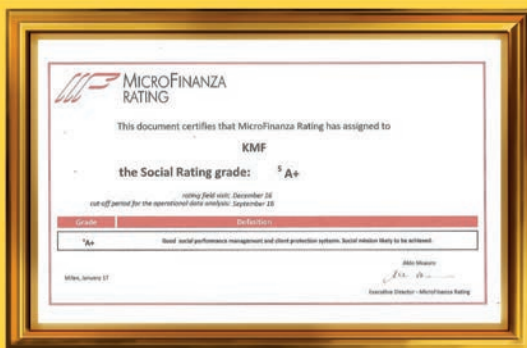 MICROFINANZA
RATING
This document certifies that MicroFinanza Rating has assigned to
KMF
the Social Rating grade: S A+
rating field visit: December 16
cut-off period for the operational data analysis: September 16
Grade Definition
S A+ Good social performance management and client protection systems. Social mission likely to be achieved.
Milan, January 17
Aldo Moauro
Executive Director - MicroFinanza Rating